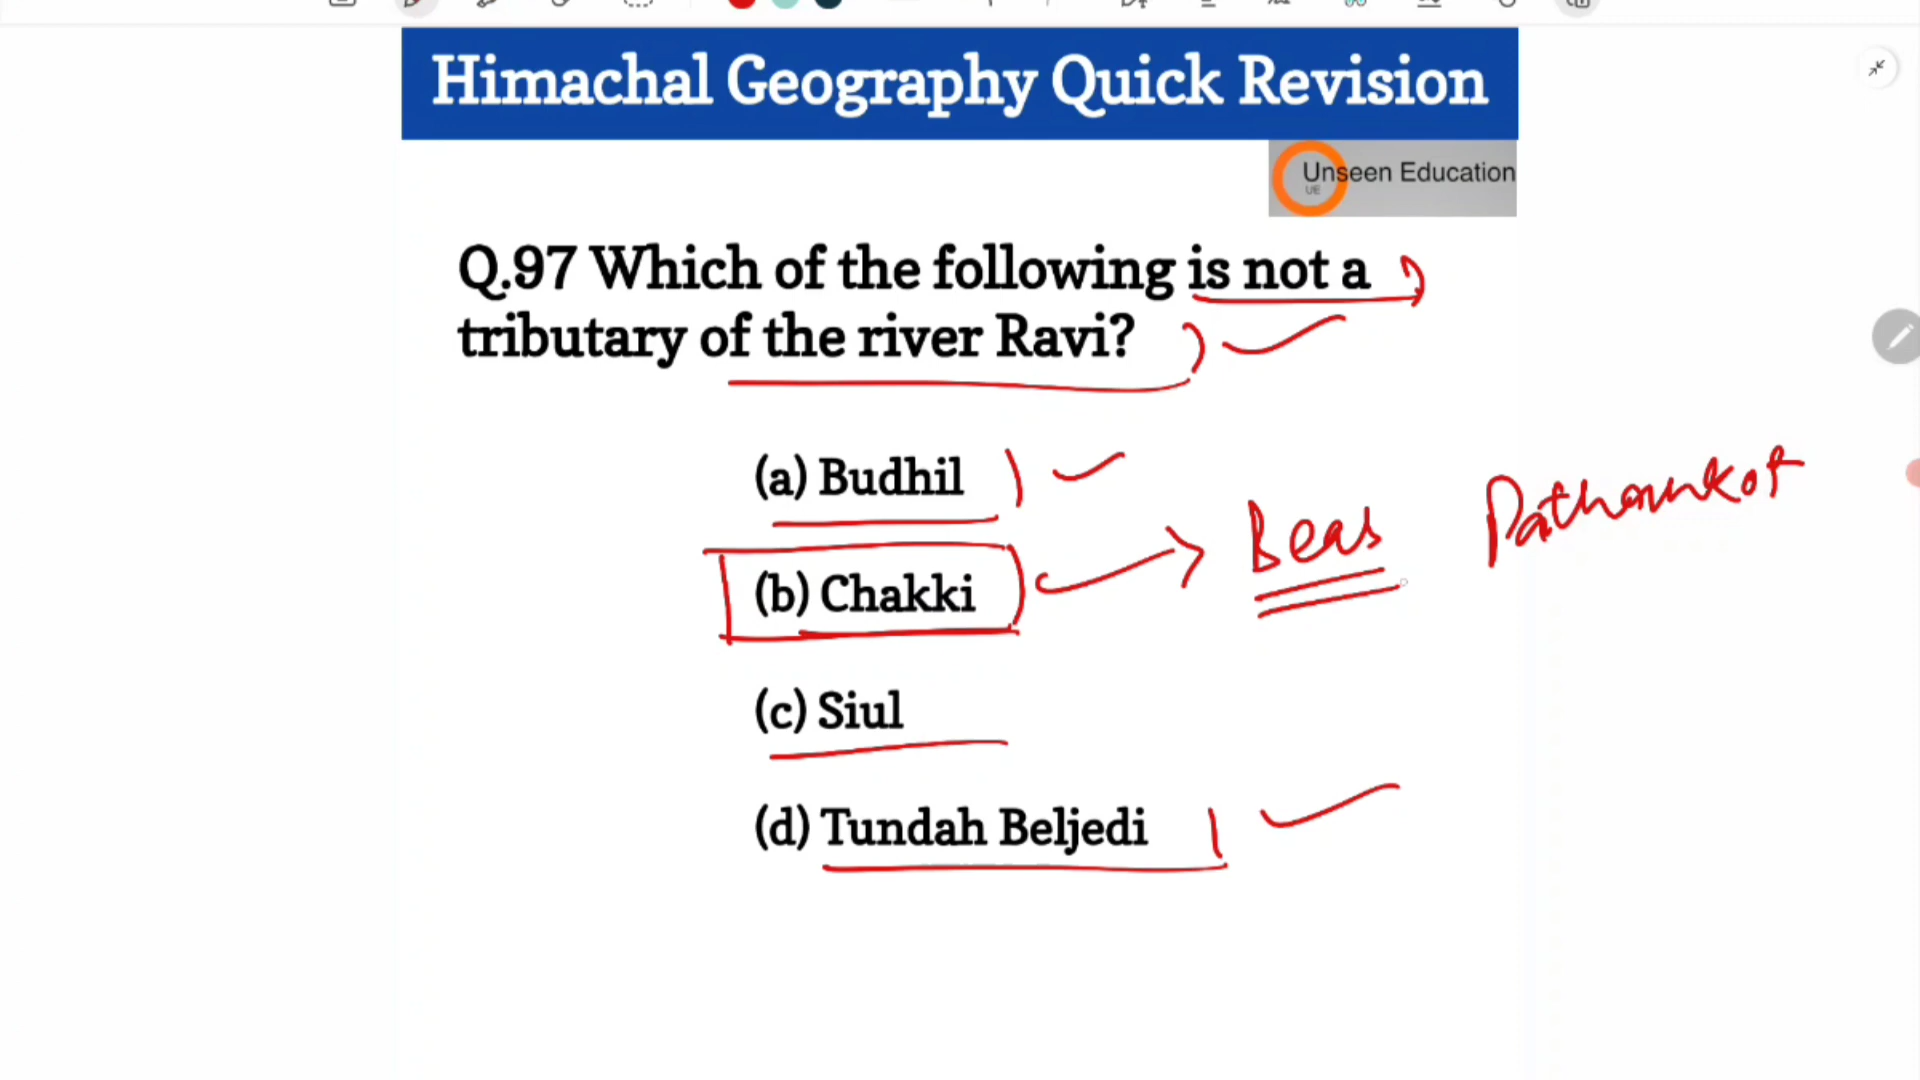 Himachal Geography Quick Revision
Unseen Education
UE
Q.97 Which of the following is not a
tributary of the river Ravi?
(a) Budhil
(b) Chakki
Beas
Pathankot
(c) Siul
(d) Tundah Beljedi